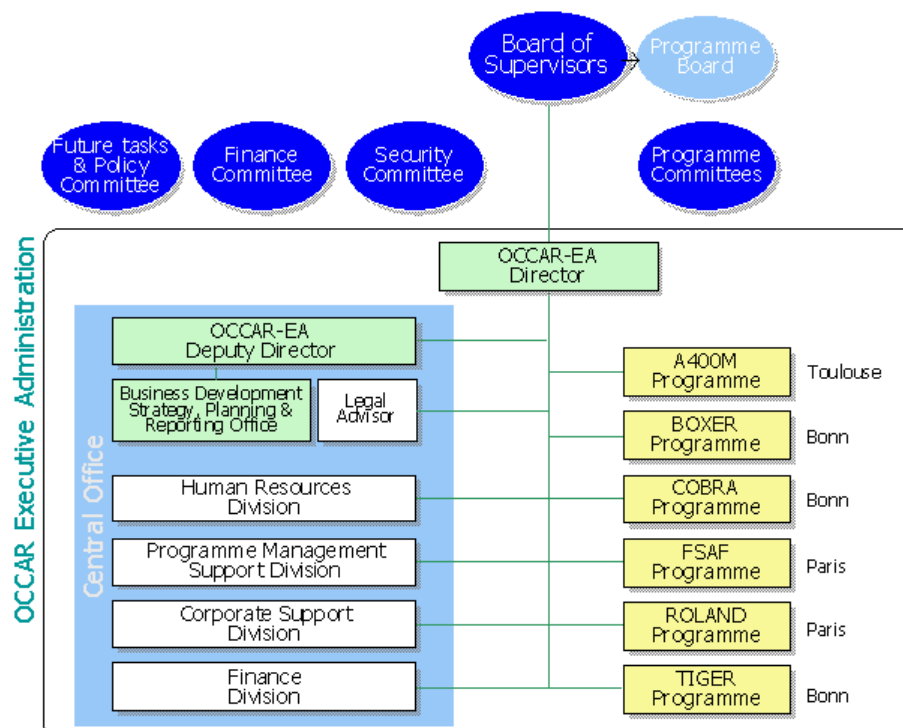 Board of
Supervisors
Programme
Board
Future tasks
& Policy
Committee
Finance
Committee
Security
Committee
Programme
Committees
OCCAR Executive Administration
OCCAR-EA
Director
Central Office
OCCAR-EA
Deputy Director
Business Development
Strategy, Planning &
Reporting Office
Legal
Advisor
Human Resources
Division
Programme Management
Support Division
Corporate Support
Division
Finance
Division
A400M
Programme
Toulouse
BOXER
Programme
Bonn
COBRA
Programme
Bonn
FSAF
Programme
Paris
ROLAND
Programme
Paris
TIGER
Programme
Bonn